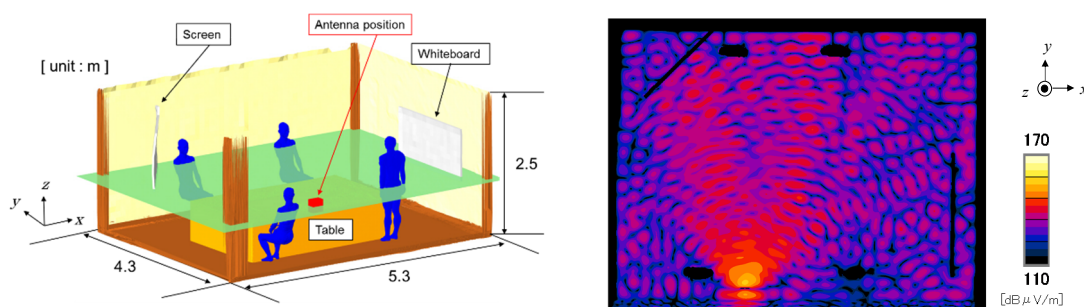 Antenna position
Screen
Whiteboard
[ unit : m ]
2.5
z
y
x
Table
4.3
5.3
y
z
x
170
110
[dBμV/m]